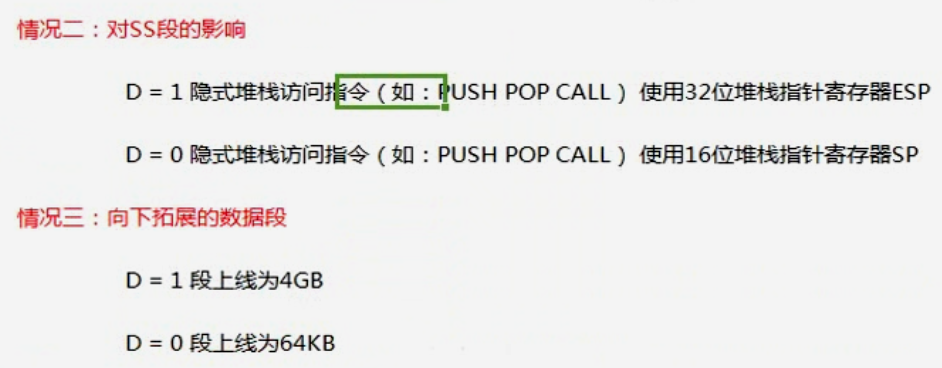 情况二：对SS段的影响
D = 1 隐式堆栈访问指令（如：PUSH POP CALL） 使用32位堆栈指针寄存器ESP
D = 0 隐式堆栈访问指令（如：PUSH POP CALL） 使用16位堆栈指针寄存器SP
情况三：向下拓展的数据段
D = 1 段上线为4GB
D = 0 段上线为64KB